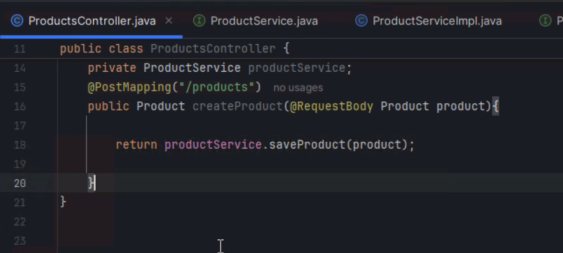 ProductsController.java × ProductService.java ProductServiceImpl.java P
11 public class ProductsController {
14 private ProductService productService;
15 @PostMapping("/products") no usages
16 public Product createProduct(@RequestBody Product product){
17
18 return productService.saveProduct(product);
19
20 }
21 }
22
23